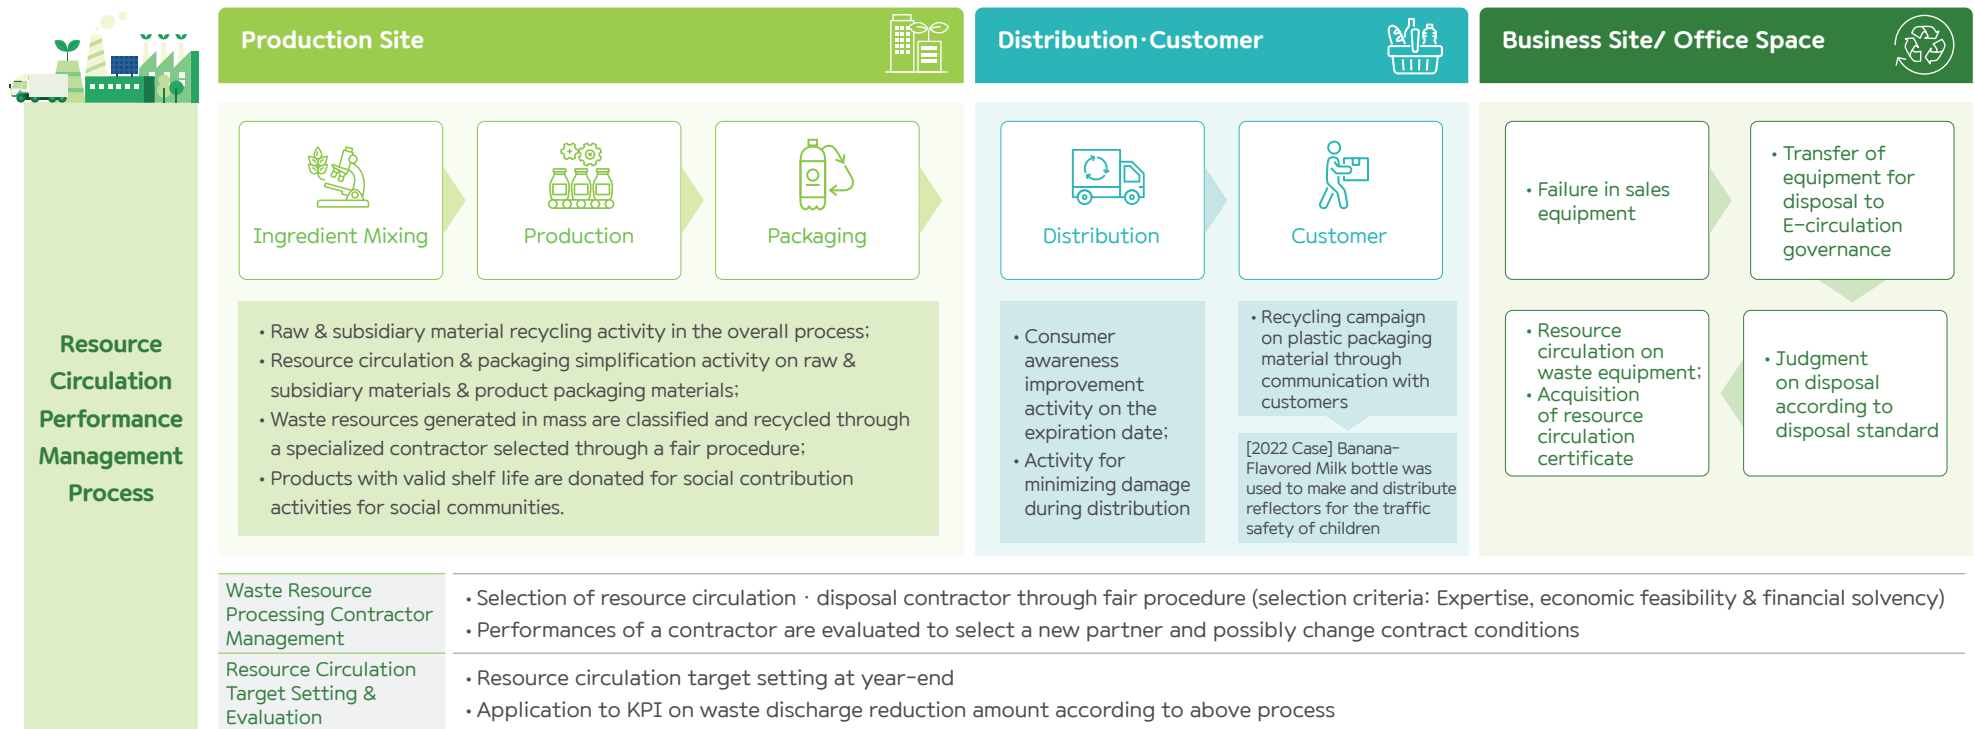 Resource
Circulation
Performance
Management
Process
Production Site
Ingredient Mixing
Production
Packaging
• Raw & subsidiary material recycling activity in the overall process;
• Resource circulation & packaging simplification activity on raw &
subsidiary materials & product packaging materials;
• Waste resources generated in mass are classified and recycled through
a specialized contractor selected through a fair procedure;
• Products with valid shelf life are donated for social contribution
activities for social communities.
Distribution·Customer
Distribution
Customer
• Consumer
awareness
improvement
activity on the
expiration date;
• Activity for
minimizing damage
during distribution
• Recycling campaign
on plastic packaging
material through
communication with
customers
[2022 Case] Banana-
Flavored Milk bottle was
used to make and distribute
reflectors for the traffic
safety of children
Business Site/ Office Space
• Failure in sales
equipment
• Transfer of
equipment for
disposal to
E-circulation
governance
• Judgment
on disposal
according to
disposal standard
• Resource
circulation on
waste equipment;
• Acquisition
of resource
circulation
certificate
Waste Resource
Processing Contractor
Management
• Selection of resource circulation · disposal contractor through fair procedure (selection criteria: Expertise, economic feasibility & financial solvency)
• Performances of a contractor are evaluated to select a new partner and possibly change contract conditions
Resource Circulation
Target Setting &
Evaluation
• Resource circulation target setting at year-end
• Application to KPI on waste discharge reduction amount according to above process